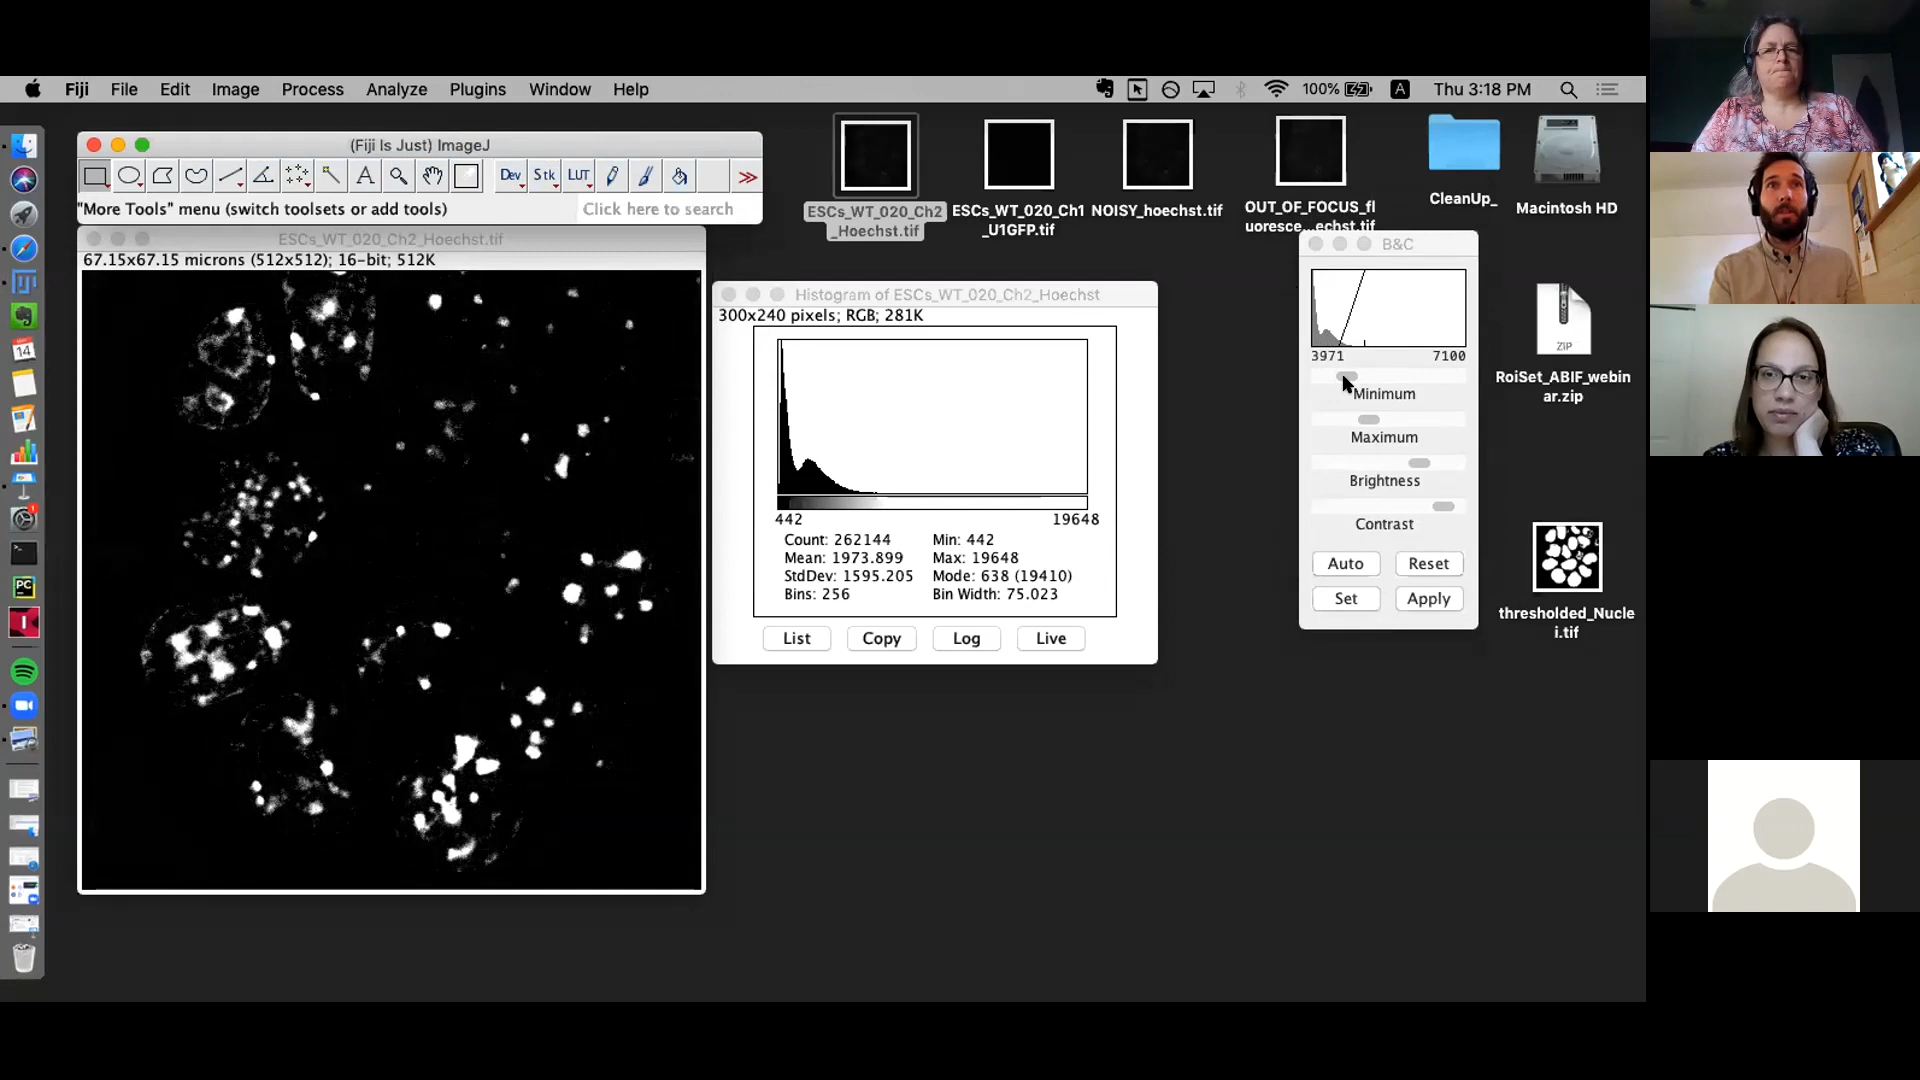 Fiji File Edit Image Process Analyze Plugins Window Help 100% A Thu 3:18 PM
(Fiji Is Just) ImageJ
A Dev Stk LUT >>
"More Tools" menu (switch toolsets or add tools) Click here to search
ESCs_WT_020_Ch2_Hoechst.tif
67.15x67.15 microns (512x512); 16-bit; 512K
Histogram of ESCs_WT_020_Ch2_Hoechst
300x240 pixels; RGB; 281K
442 19648
Count: 262144 Min: 442
Mean: 1973.899 Max: 19648
StdDev: 1595.205 Mode: 638 (19410)
Bins: 256 Bin Width: 75.023
List Copy Log Live
ESCs_WT_020_Ch2
_Hoechst.tif
ESCs_WT_020_Ch1
_U1GFP.tif
NOISY_hoechst.tif
OUT_OF_FOCUS_fl
uoresce...echst.tif
CleanUp_
Macintosh HD
B&C
3971 7100
Minimum
Maximum
Brightness
Contrast
Auto Reset
Set Apply
ZIP
RoiSet_ABIF_webin
ar.zip
thresholded_Nucle
i.tif
14
PC
1